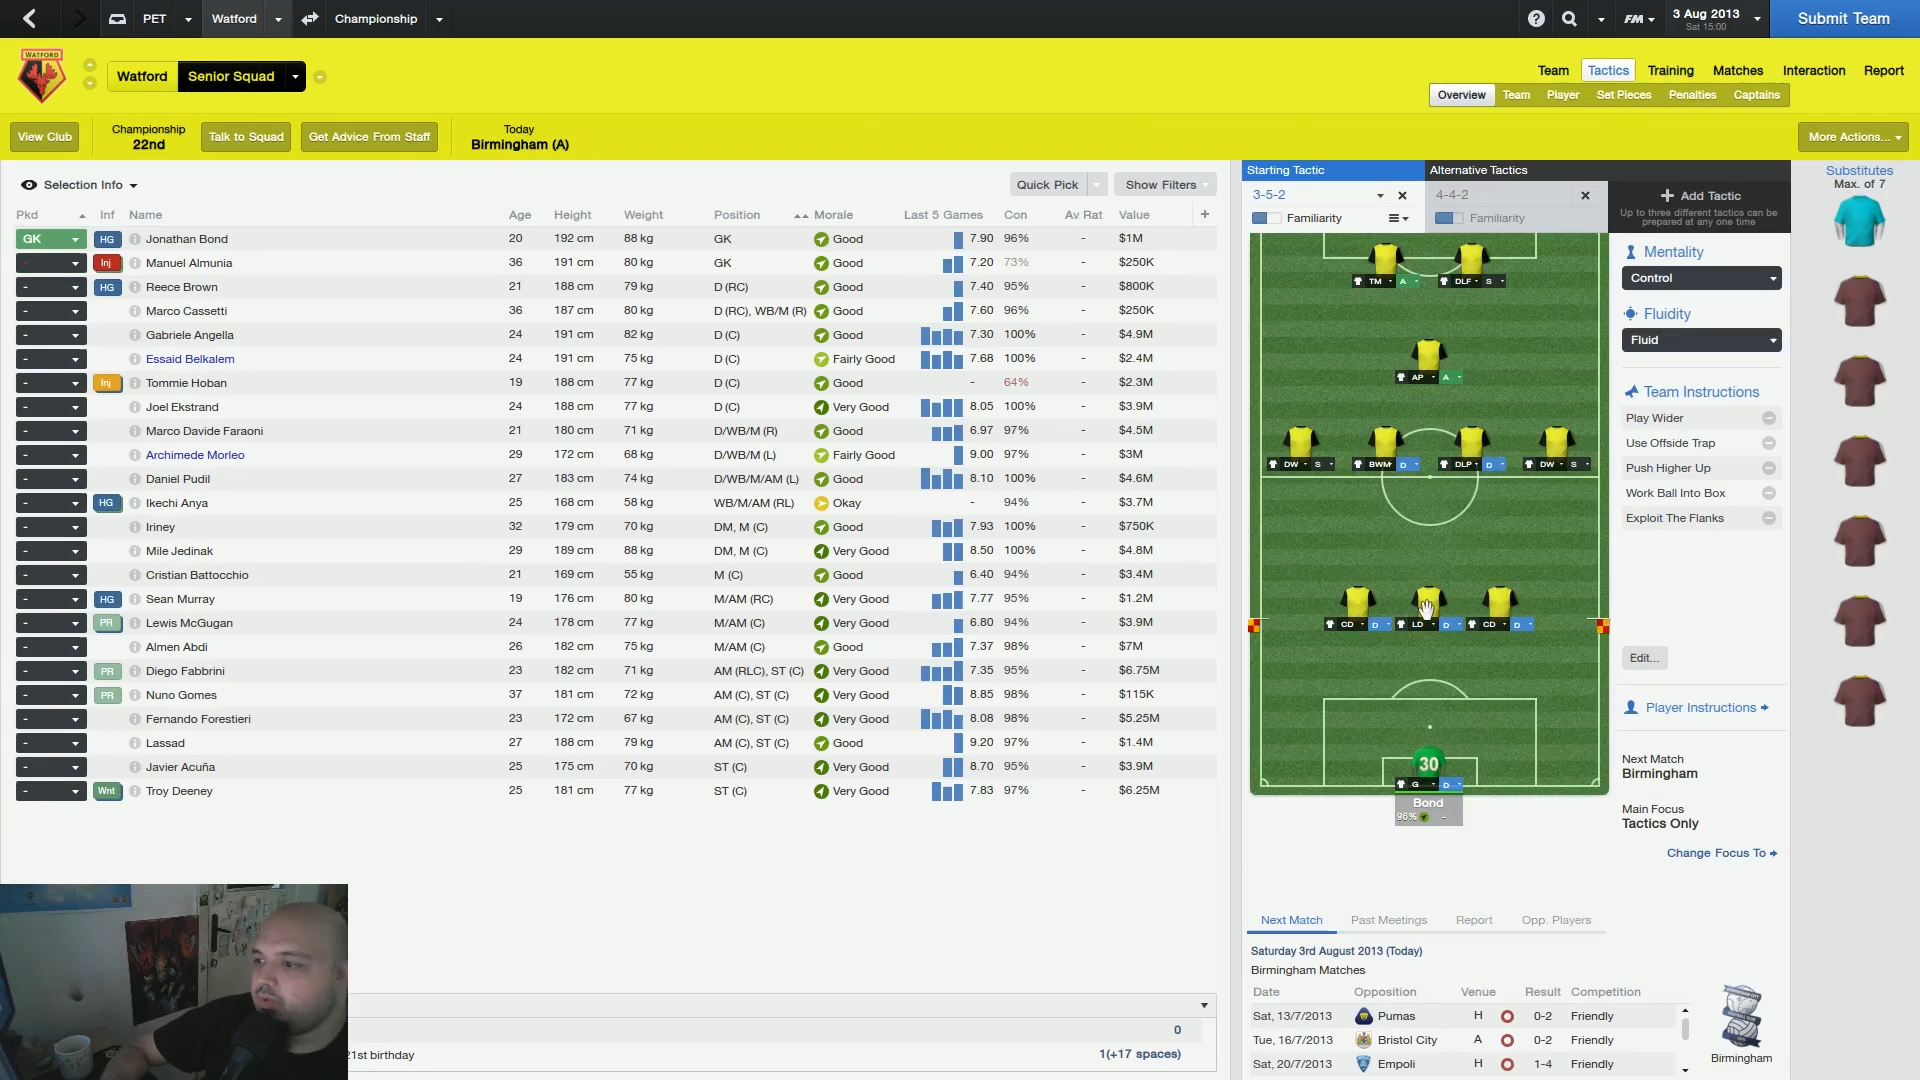 PET Watford Championship ? FM 3 Aug 2013 Sat 15:00 Submit Team
WATFORD
Watford Senior Squad
Team Tactics Training Matches Interaction Report
Overview Team Player Set Pieces Penalties Captains
View Club Championship 22nd Talk to Squad Get Advice From Staff Today Birmingham (A) More Actions...
Selection Info Quick Pick Show Filters
Pkd Inf Name Age Height Weight Position Morale Last 5 Games Con Av Rat Value +
GK HG Jonathan Bond 20 192 cm 88 kg GK Good 7.90 96% - $1M
Inj Manuel Almunia 36 191 cm 80 kg GK Good 7.20 73% - $250K
- HG Reece Brown 21 188 cm 79 kg D (RC) Good 7.40 95% - $800K
- Marco Cassetti 36 187 cm 80 kg D (RC), WB/M (R) Good 7.60 96% - $250K
- Gabriele Angella 24 191 cm 82 kg D (C) Good 7.30 100% - $4.9M
- Essaid Belkalem 24 191 cm 75 kg D (C) Fairly Good 7.68 100% - $2.4M
- Inj Tommie Hoban 19 188 cm 77 kg D (C) Good - 64% - $2.3M
- Joel Ekstrand 24 188 cm 77 kg D (C) Very Good 8.05 100% - $3.9M
- Marco Davide Faraoni 21 180 cm 71 kg D/WB/M (R) Good 6.97 97% - $4.5M
- Archimede Morleo 29 172 cm 68 kg D/WB/M (L) Fairly Good 9.00 97% - $3M
- Daniel Pudil 27 183 cm 74 kg D/WB/M/AM (L) Good 8.10 100% - $4.6M
- HG Ikechi Anya 25 168 cm 58 kg WB/M/AM (RL) Okay - 94% - $3.7M
- Iriney 32 179 cm 70 kg DM, M (C) Good 7.93 100% - $750K
- Mile Jedinak 29 189 cm 88 kg DM, M (C) Very Good 8.50 100% - $4.8M
- Cristian Battocchio 21 169 cm 55 kg M (C) Good 6.40 94% - $3.4M
- HG Sean Murray 19 176 cm 80 kg M/AM (RC) Very Good 7.77 95% - $1.2M
- PR Lewis McGugan 24 178 cm 77 kg M/AM (C) Very Good 6.80 94% - $3.9M
- Almen Abdi 26 182 cm 75 kg M/AM (C) Good 7.37 98% - $7M
- PR Diego Fabbrini 23 182 cm 71 kg AM (RLC), ST (C) Very Good 7.35 95% - $6.75M
- PR Nuno Gomes 37 181 cm 72 kg AM (C), ST (C) Very Good 8.85 98% - $115K
- Fernando Forestieri 23 172 cm 67 kg AM (C), ST (C) Very Good 8.08 98% - $5.25M
- Lassad 27 188 cm 79 kg AM (C), ST (C) Good 9.20 97% - $1.4M
- Javier Acuña 25 175 cm 70 kg ST (C) Very Good 8.70 95% - $3.9M
- Wnt Troy Deeney 25 181 cm 77 kg ST (C) Very Good 7.83 97% - $6.25M
0
21st birthday 1(+17 spaces)
Starting Tactic Alternative Tactics
3-5-2 4-4-2 Add Tactic
Familiarity Familiarity Up to three different tactics can be prepared at any one time
TM A DLF S
AP A
DW S BWM D DLP D DW S
CD D LD D CD D
30
G D
Bond
96% -
Mentality
Control
Fluidity
Fluid
Team Instructions
Play Wider
Use Offside Trap
Push Higher Up
Work Ball Into Box
Exploit The Flanks
Edit...
Player Instructions
Next Match
Birmingham
Main Focus
Tactics Only
Change Focus To
Substitutes
Max. of 7
Next Match Past Meetings Report Opp. Players
Saturday 3rd August 2013 (Today)
Birmingham Matches
Date Opposition Venue Result Competition
Sat, 13/7/2013 Pumas H 0-2 Friendly
Tue, 16/7/2013 Bristol City A 0-2 Friendly
Sat, 20/7/2013 Empoli H 1-4 Friendly
Birmingham